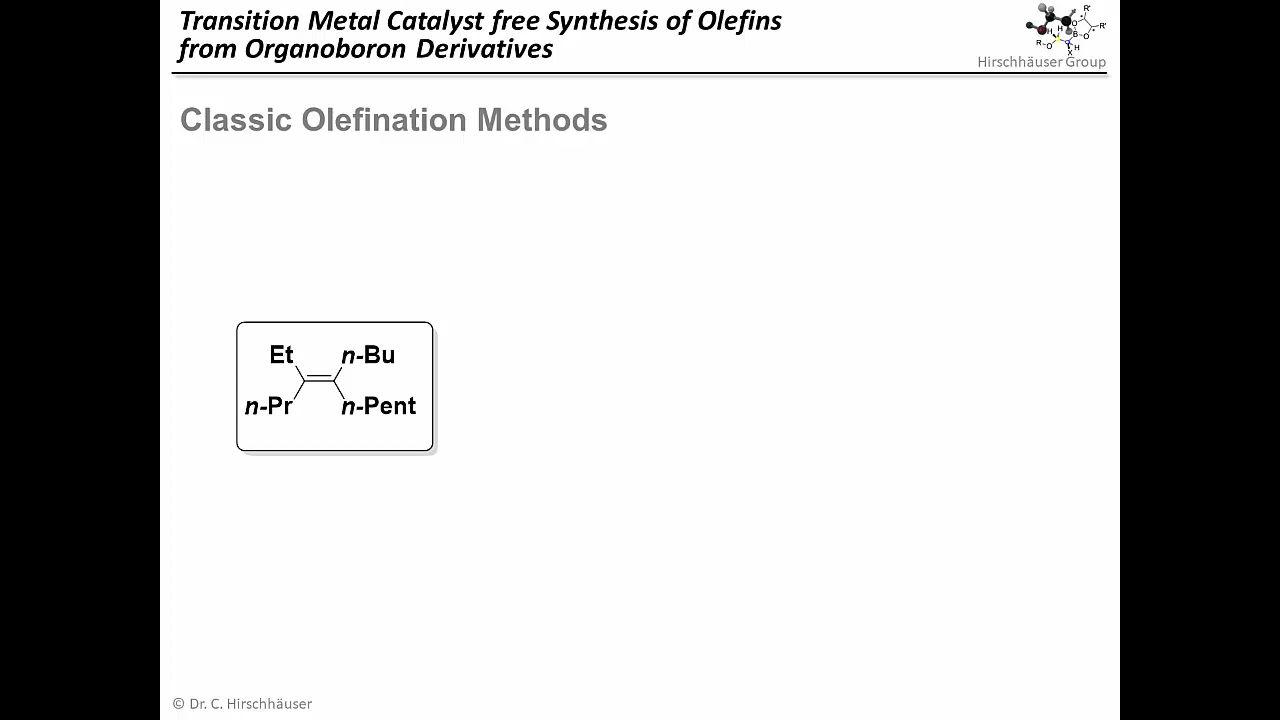 Transition Metal Catalyst free Synthesis of Olefins
from Organoboron Derivatives
Hirschhäuser Group
Classic Olefination Methods
Et n-Bu
n-Pr n-Pent
© Dr. C. Hirschhäuser